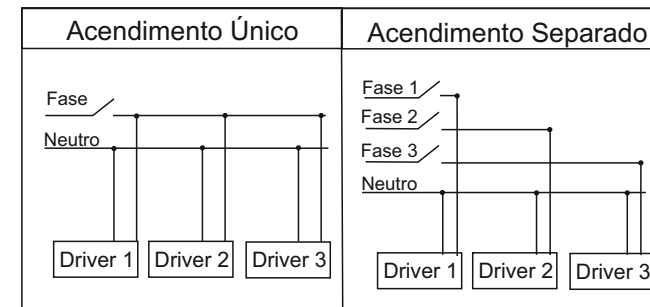 Acendimento Único
Fase
Neutro
Driver 1
Driver 2
Driver 3
Acendimento Separado
Fase 1
Fase 2
Fase 3
Neutro
Driver 1
Driver 2
Driver 3